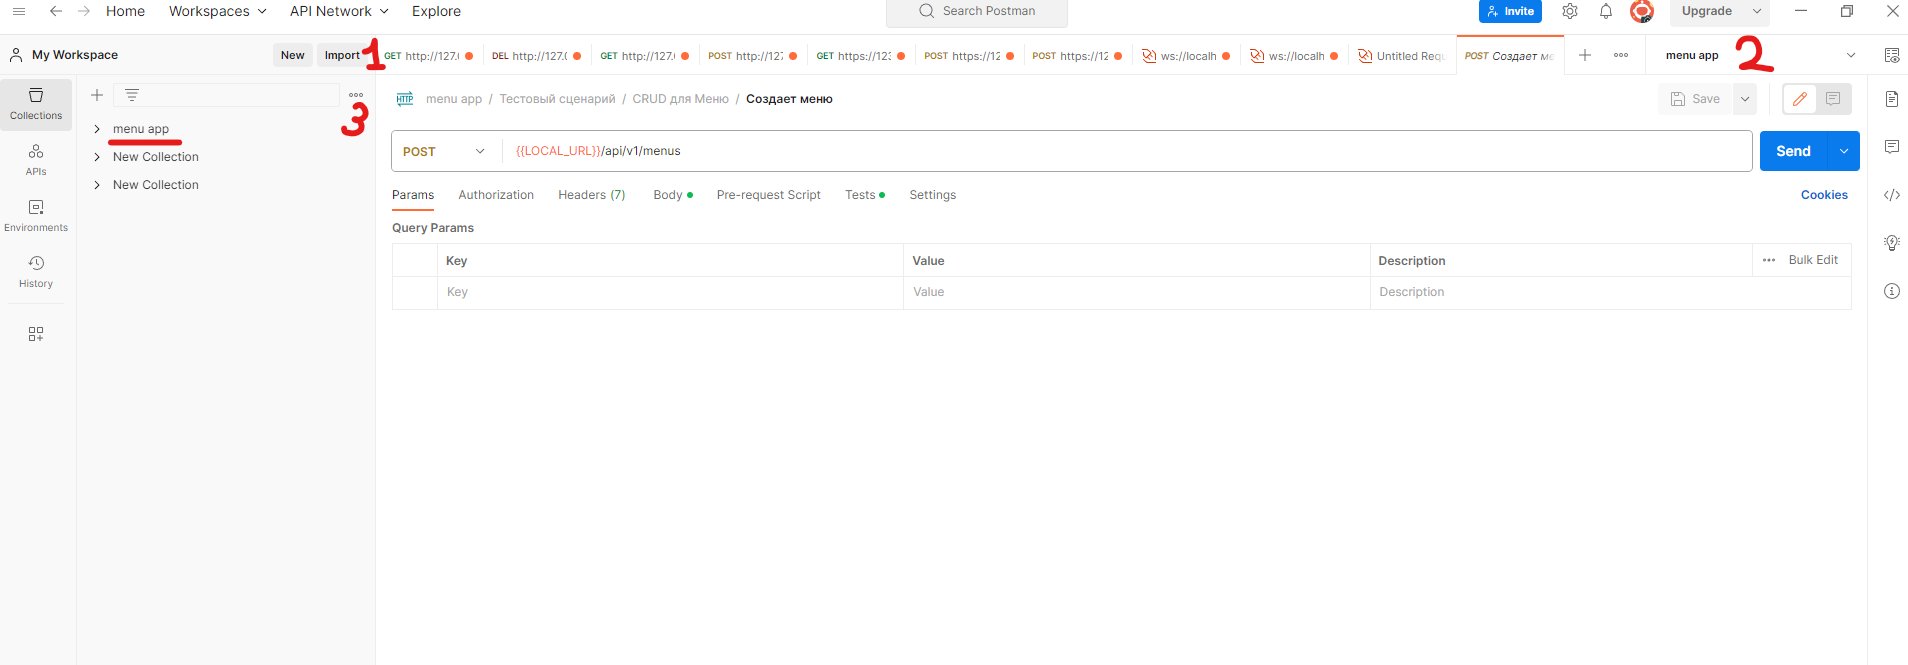 Home Workspaces API Network Explore Search Postman Invite Upgrade
My Workspace New Import 1 GET http://127.( DEL http://127.( GET http://127.( POST http://127 GET https://123 POST https://12 POST https://12 ws://localh ws://localh Untitled Requ POST Создает ме menu app 2
Collections
APIs
Environments
History
3
menu app
New Collection
New Collection
HTTP menu app / Тестовый сценарий / CRUD для Меню / Создает меню Save
POST {{LOCAL_URL}}/api/v1/menus Send
Params Authorization Headers (7) Body Pre-request Script Tests Settings Cookies
Query Params
Key Value Description Bulk Edit
Key Value Description